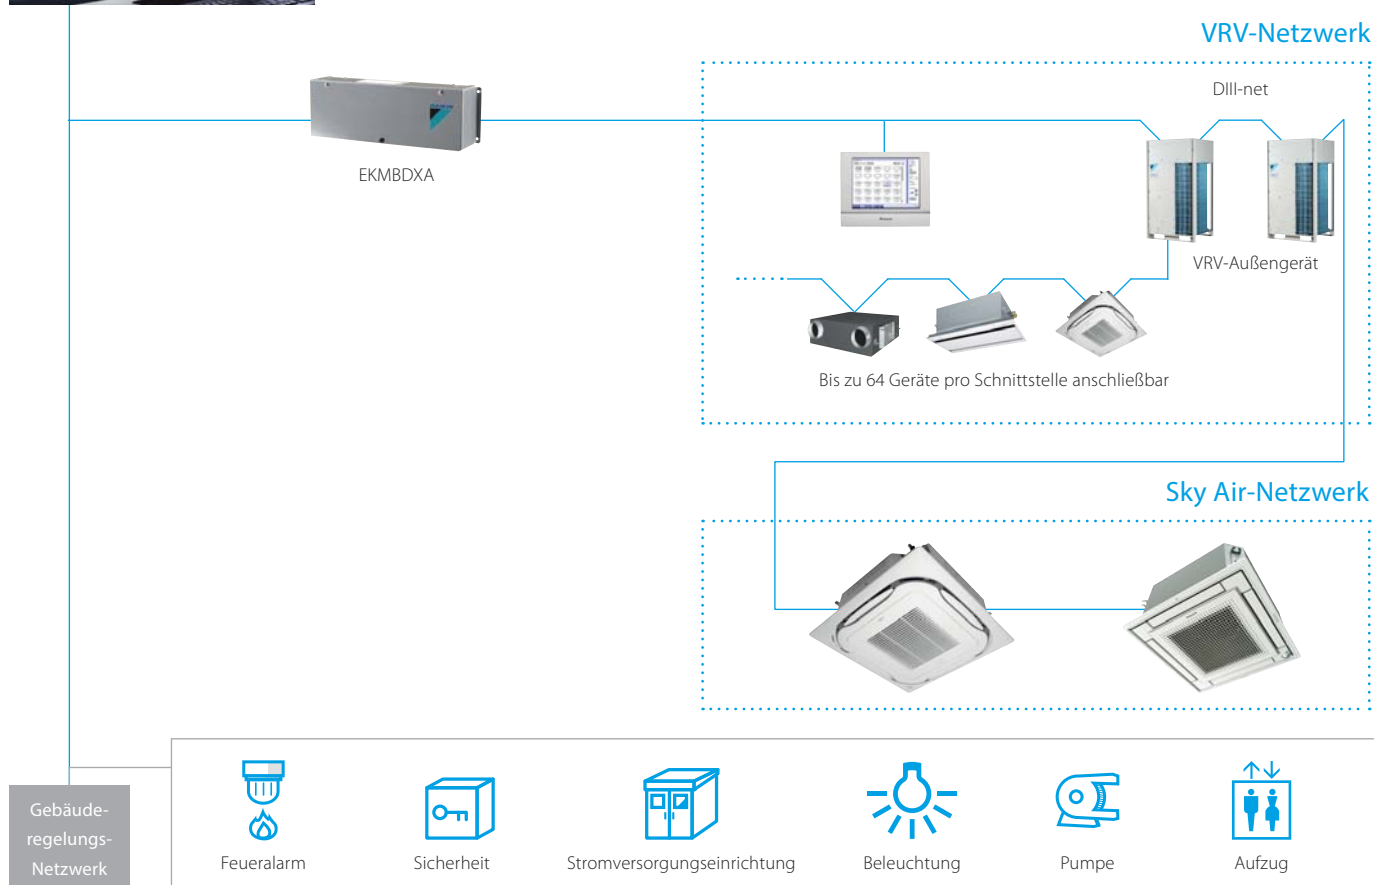 VRV-Netzwerk
DIII-net
EKMBDXA
VRV-Außengerät
Bis zu 64 Geräte pro Schnittstelle anschließbar
Sky Air-Netzwerk
Gebäude-
regelungs-
Netzwerk
Feueralarm
Sicherheit
Stromversorgungseinrichtung
Beleuchtung
Pumpe
Aufzug